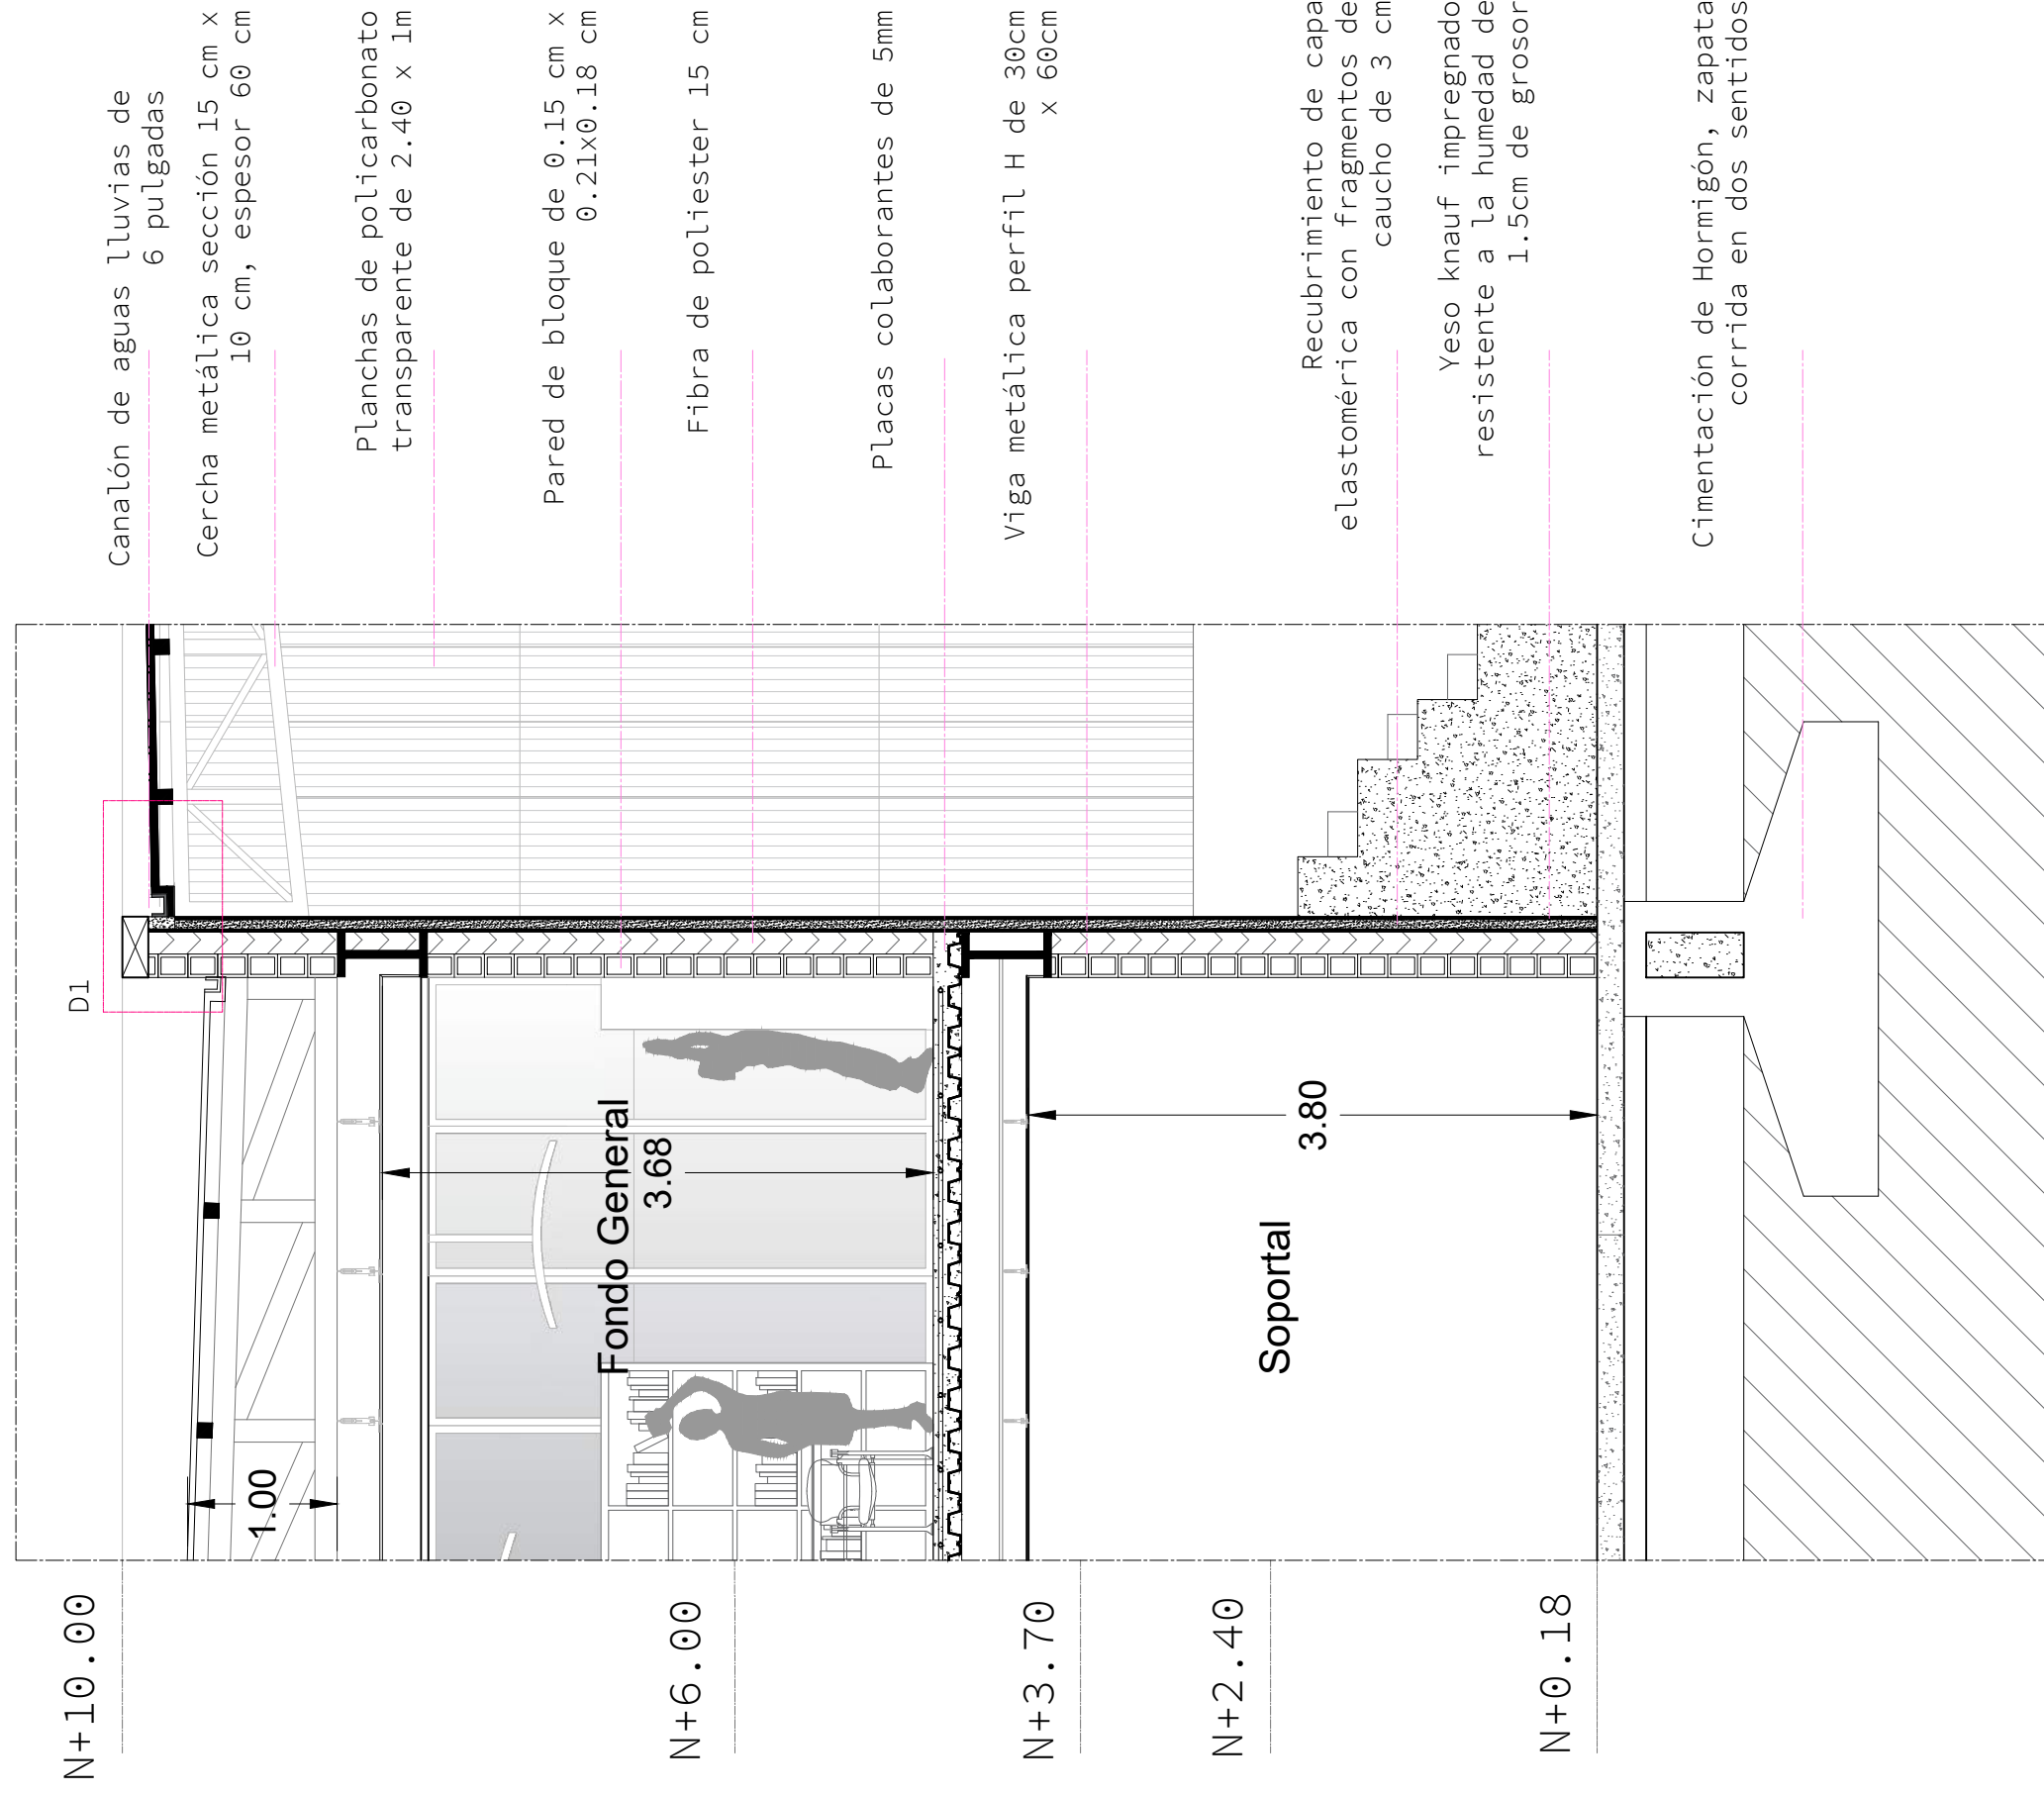 Canalón de aguas lluvias de
6 pulgadas
Cercha metálica sección 15 cm x
10 cm, espesor 60 cm
Planchas de policarbonato
transparente de 2.40 x 1m
Pared de bloque de 0.15 cm x
0.21x0.18 cm
Fibra de poliester 15 cm
Placas colaborantes de 5mm
Viga metálica perfil H de 30cm
x 60cm
Recubrimiento de capa
elastomérica con fragmentos de
caucho de 3 cm
Yeso knauf impregnado
resistente a la humedad de
1.5cm de grosor
Cimentación de Hormigón, zapata
corrida en dos sentidos
D1
1.00
Fondo General
3.68
Soportal
3.80
N+10.00
N+6.00
N+3.70
N+2.40
N+0.18